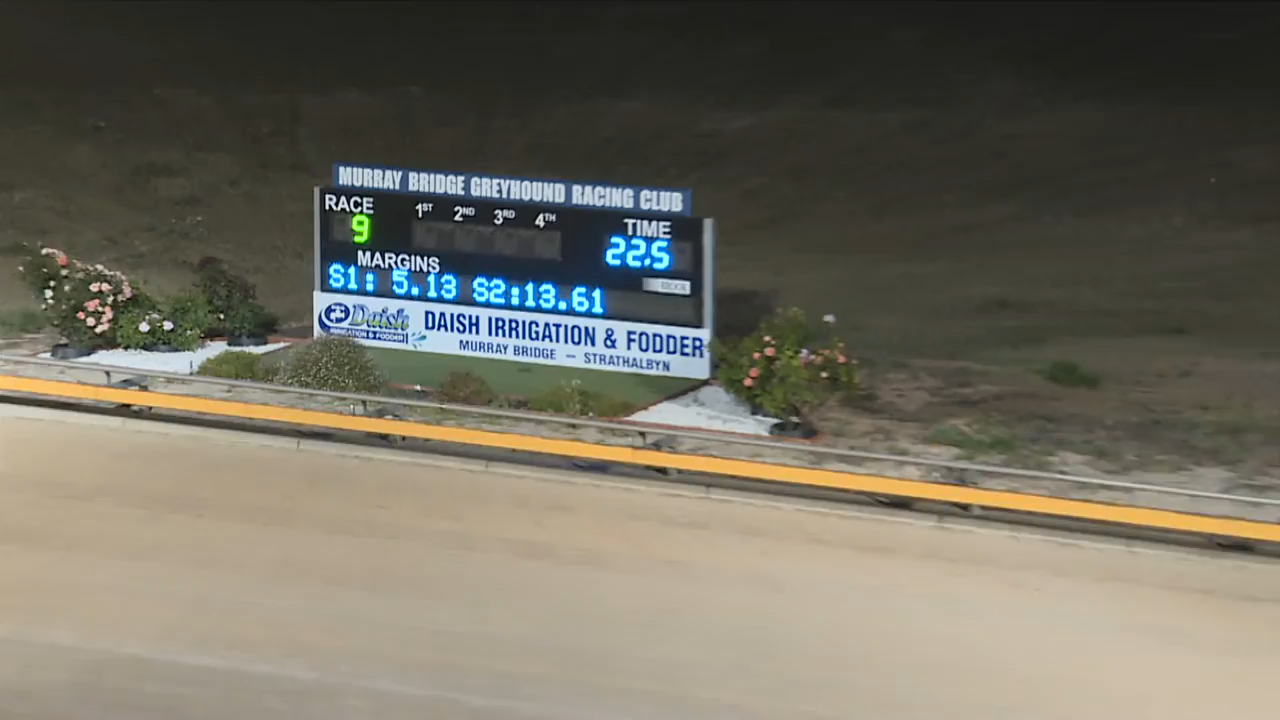 MURRAY BRIDGE GREYHOUND RACING CLUB
RACE 1ST 2ND 3RD 4TH TIME
9 22.5
MARGINS
S1: 5.13 S2:13.61
Daish
IRRIGATION & FODDER
DAISH IRRIGATION & FODDER
MURRAY BRIDGE — STRATHALBYN